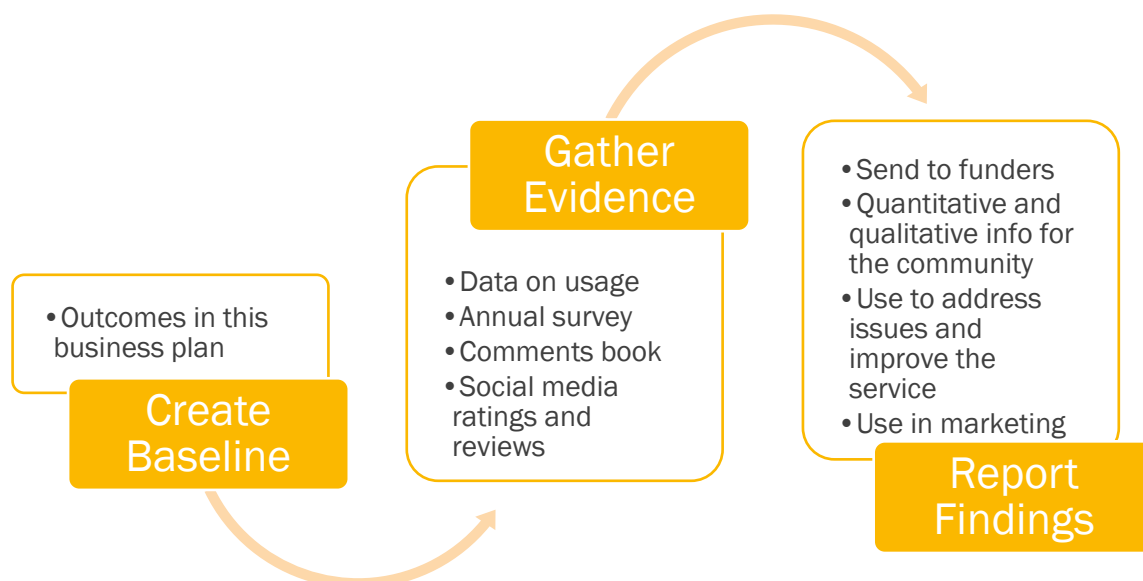 • Outcomes in this
business plan
Create
Baseline
Gather
Evidence
• Data on usage
• Annual survey
• Comments book
• Social media
ratings and
reviews
• Send to funders
• Quantitative and
qualitative info for
the community
• Use to address
issues and
improve the
service
• Use in marketing
Report
Findings